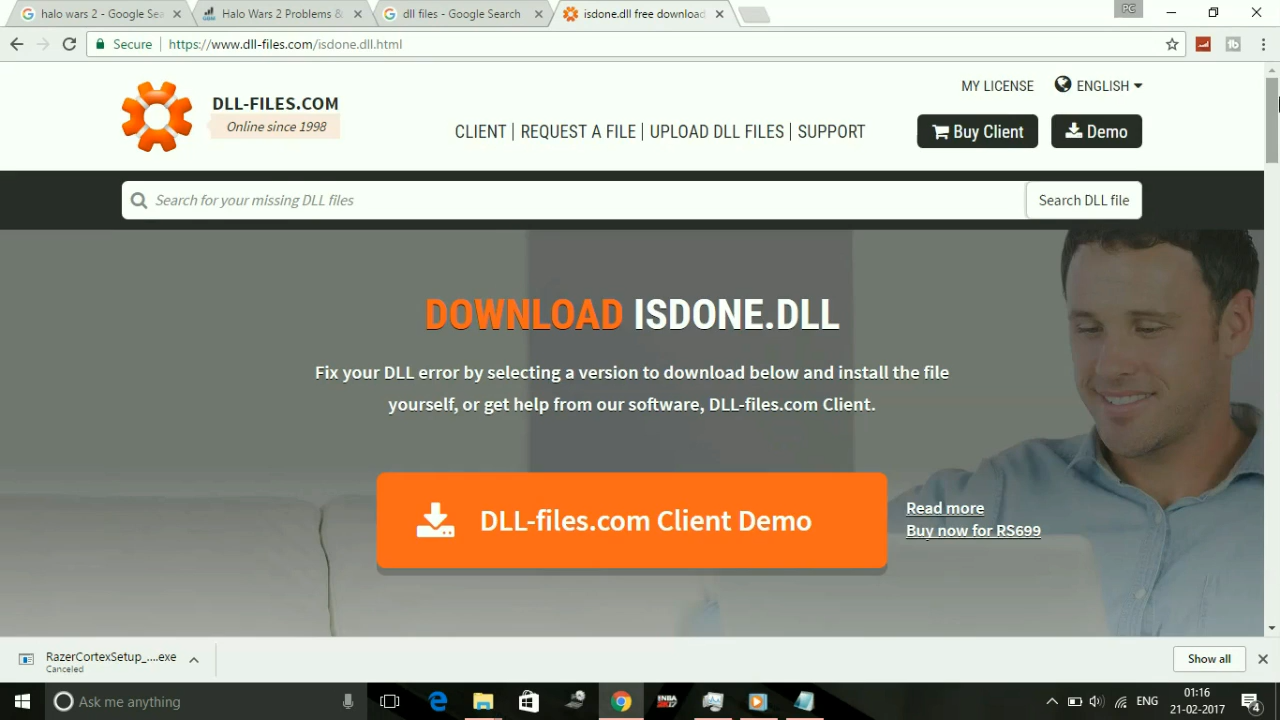 halo wars 2 - Google Sea
Halo Wars 2 Problems &
dll files - Google Search
isdone.dll free download
PC
Secure
https://www.dll-files.com/isdone.dll.html
MY LICENSE
ENGLISH
DLL-FILES.COM
Online since 1998
CLIENT | REQUEST A FILE | UPLOAD DLL FILES | SUPPORT
Buy Client
Demo
Search for your missing DLL files
Search DLL file
DOWNLOAD ISDONE.DLL
Fix your DLL error by selecting a version to download below and install the file
yourself, or get help from our software, DLL-files.com Client.
DLL-files.com Client Demo
Read more
Buy now for RS699
RazerCortexSetup_....exe
Canceled
Show all
Ask me anything
ENG
01:16
21-02-2017
4